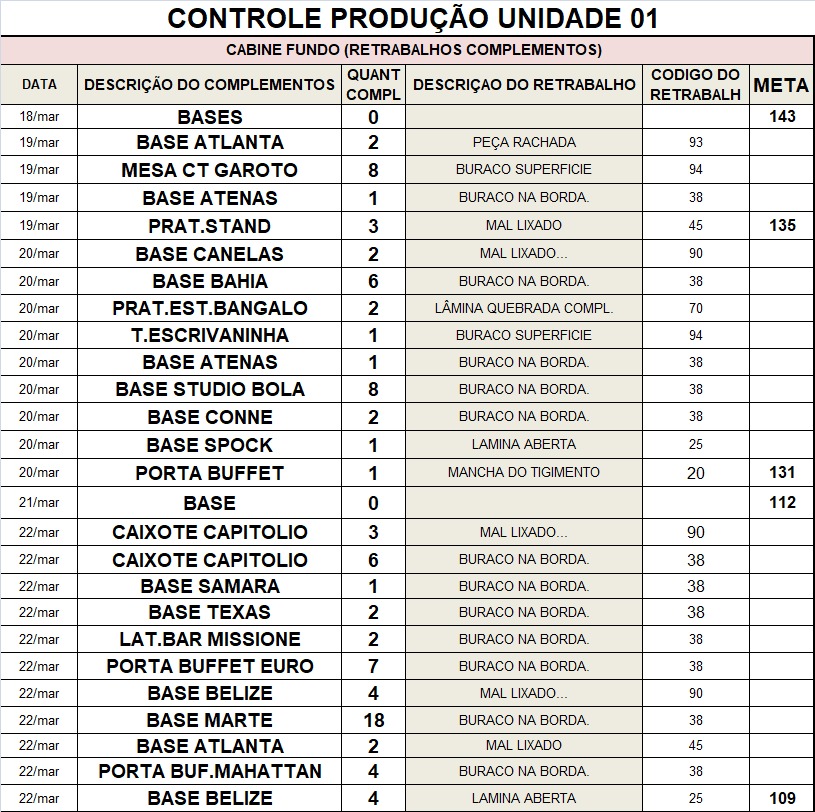 CONTROLE PRODUÇÃO UNIDADE 01
CABINE FUNDO (RETRABALHOS COMPLEMENTOS)
DATA DESCRIÇÃO DO COMPLEMENTOS QUANT COMPL DESCRIÇAO DO RETRABALHO CODIGO DO RETRABALH META
18/mar BASES 0 143
19/mar BASE ATLANTA 2 PEÇA RACHADA 93
19/mar MESA CT GAROTO 8 BURACO SUPERFICIE 94
19/mar BASE ATENAS 1 BURACO NA BORDA. 38
19/mar PRAT.STAND 3 MAL LIXADO 45 135
20/mar BASE CANELAS 2 MAL LIXADO... 90
20/mar BASE BAHIA 6 BURACO NA BORDA. 38
20/mar PRAT.EST.BANGALO 2 LÂMINA QUEBRADA COMPL. 70
20/mar T.ESCRIVANINHA 1 BURACO SUPERFICIE 94
20/mar BASE ATENAS 1 BURACO NA BORDA. 38
20/mar BASE STUDIO BOLA 8 BURACO NA BORDA. 38
20/mar BASE CONNE 2 BURACO NA BORDA. 38
20/mar BASE SPOCK 1 LAMINA ABERTA 25
20/mar PORTA BUFFET 1 MANCHA DO TIGIMENTO 20 131
21/mar BASE 0 112
22/mar CAIXOTE CAPITOLIO 3 MAL LIXADO... 90
22/mar CAIXOTE CAPITOLIO 6 BURACO NA BORDA. 38
22/mar BASE SAMARA 1 BURACO NA BORDA. 38
22/mar BASE TEXAS 2 BURACO NA BORDA. 38
22/mar LAT.BAR MISSIONE 2 BURACO NA BORDA. 38
22/mar PORTA BUFFET EURO 7 BURACO NA BORDA. 38
22/mar BASE BELIZE 4 MAL LIXADO... 90
22/mar BASE MARTE 18 BURACO NA BORDA. 38
22/mar BASE ATLANTA 2 MAL LIXADO 45
22/mar PORTA BUF.MAHATTAN 4 BURACO NA BORDA. 38
22/mar BASE BELIZE 4 LAMINA ABERTA 25 109